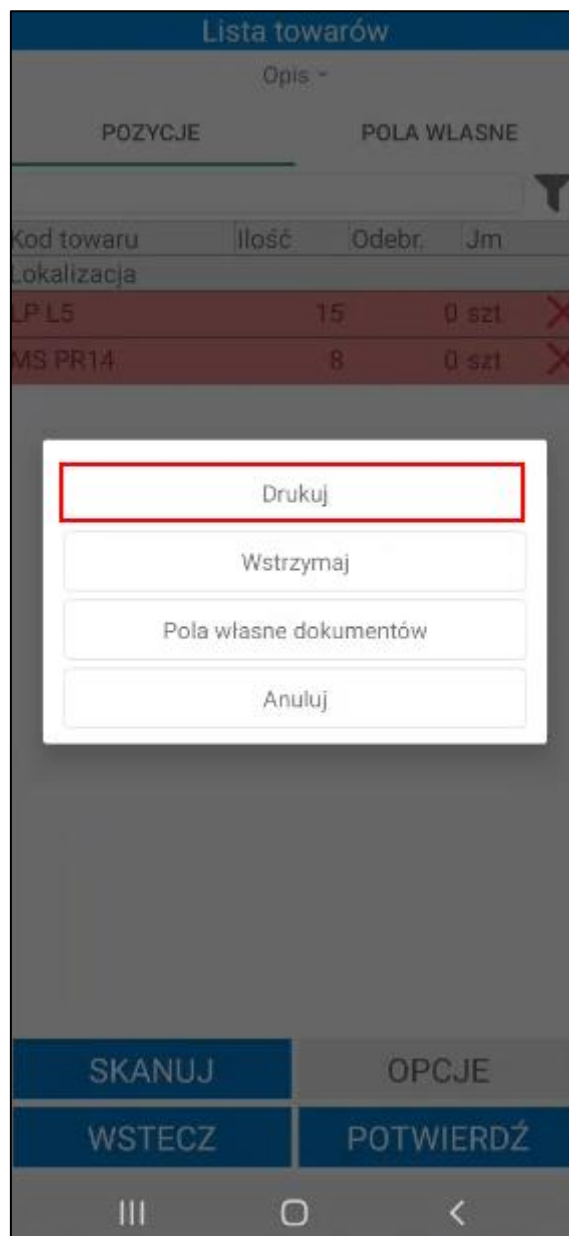 Lista towarów
Opis
POZYCJE POLA WŁASNE
Kod towaru Ilość Odebr. Jm
Lokalizacja
LP L5 15 0 szt
MS PR14 8 0 szt
Drukuj
Wstrzymaj
Pola własne dokumentów
Anuluj
SKANUJ OPCJE
WSTECZ POTWIERDŹ